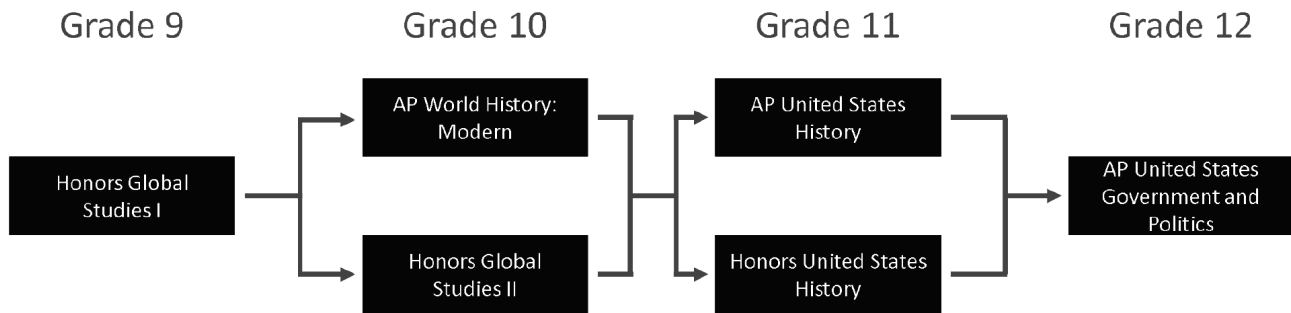 Grade 9
Grade 10
Grade 11
Grade 12
Honors Global
Studies I
AP World History:
Modern
Honors Global
Studies II
AP United States
History
Honors United States
History
AP United States
Government and
Politics